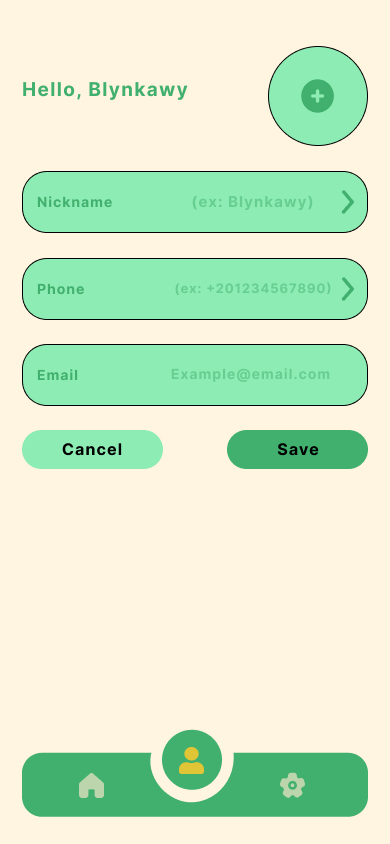 Hello, Blynkawy
Nickname (ex: Blynkawy)
Phone (ex: +201234567890)
Email Example@email.com
Cancel Save